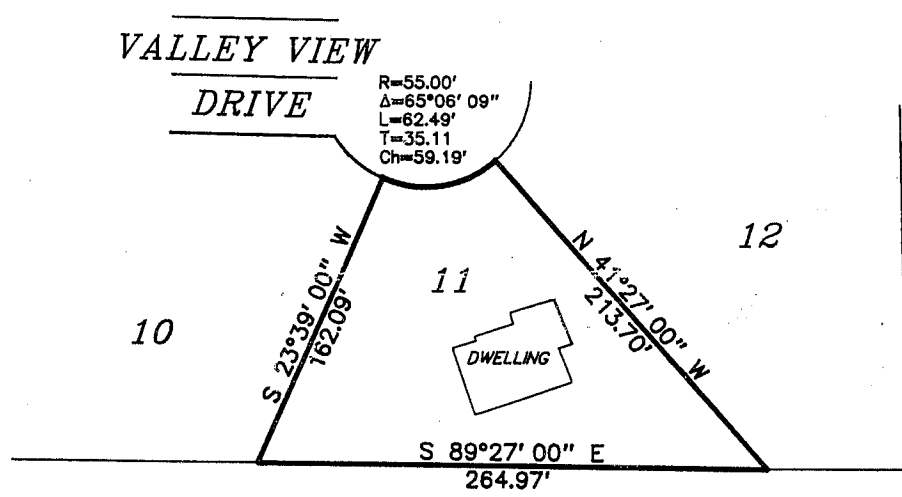 VALLEY VIEW
DRIVE
R=55.00'
Δ=65°06'09"
L=62.49'
T=35.11
Ch=59.19'
12
11
10
S 23°39'00" W
162.09'
N 41°27'00" W
213.70'
DWELLING
S 89°27'00" E
264.97'